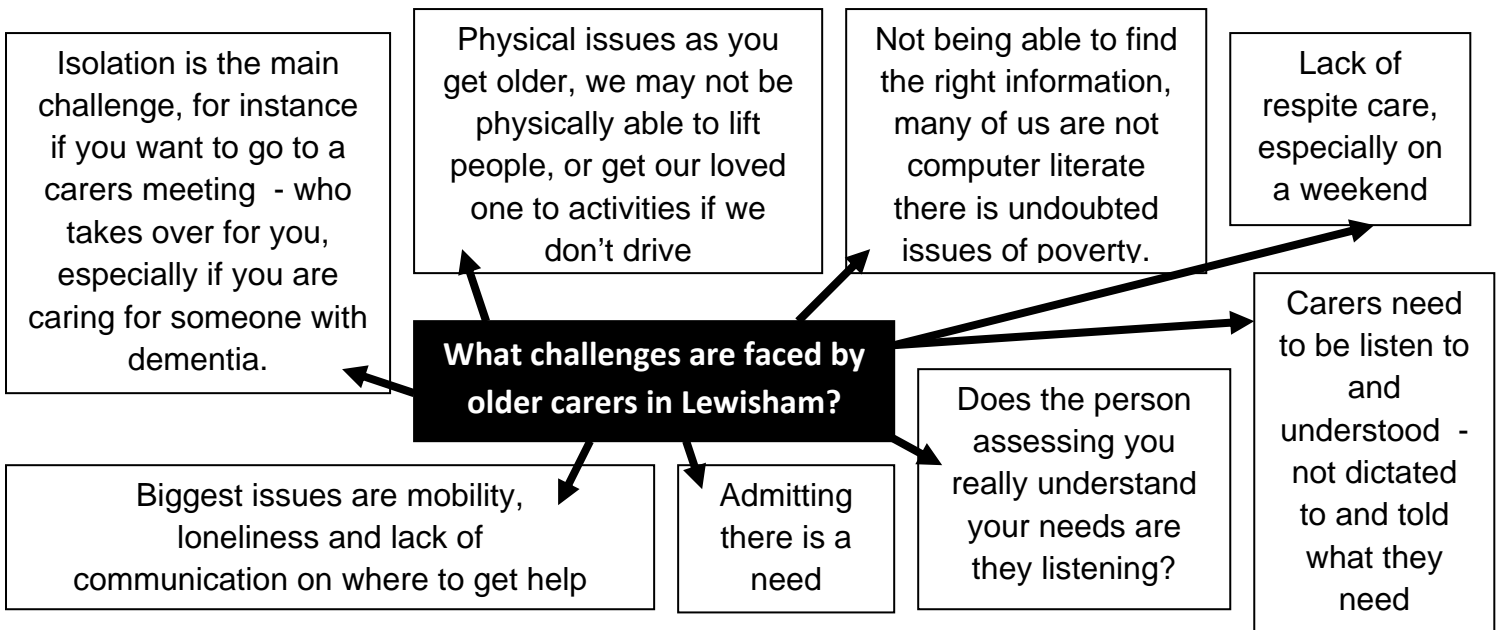 Isolation is the main
challenge, for instance
if you want to go to a
carers meeting  - who
takes over for you,
especially if you are
caring for someone with
dementia.
Physical issues as you
get older, we may not be
physically able to lift
people, or get our loved
one to activities if we
don’t drive
Not being able to find
the right information,
many of us are not
computer literate
there is undoubted
issues of poverty.
Lack of
respite care,
especially on
a weekend
What challenges are faced by
older carers in Lewisham?
Carers need
to be listen to
and
understood  -
not dictated
to and told
what they
need
Does the person
assessing you
really understand
your needs are
they listening?
Biggest issues are mobility,
loneliness and lack of
communication on where to get help
Admitting
there is a
need